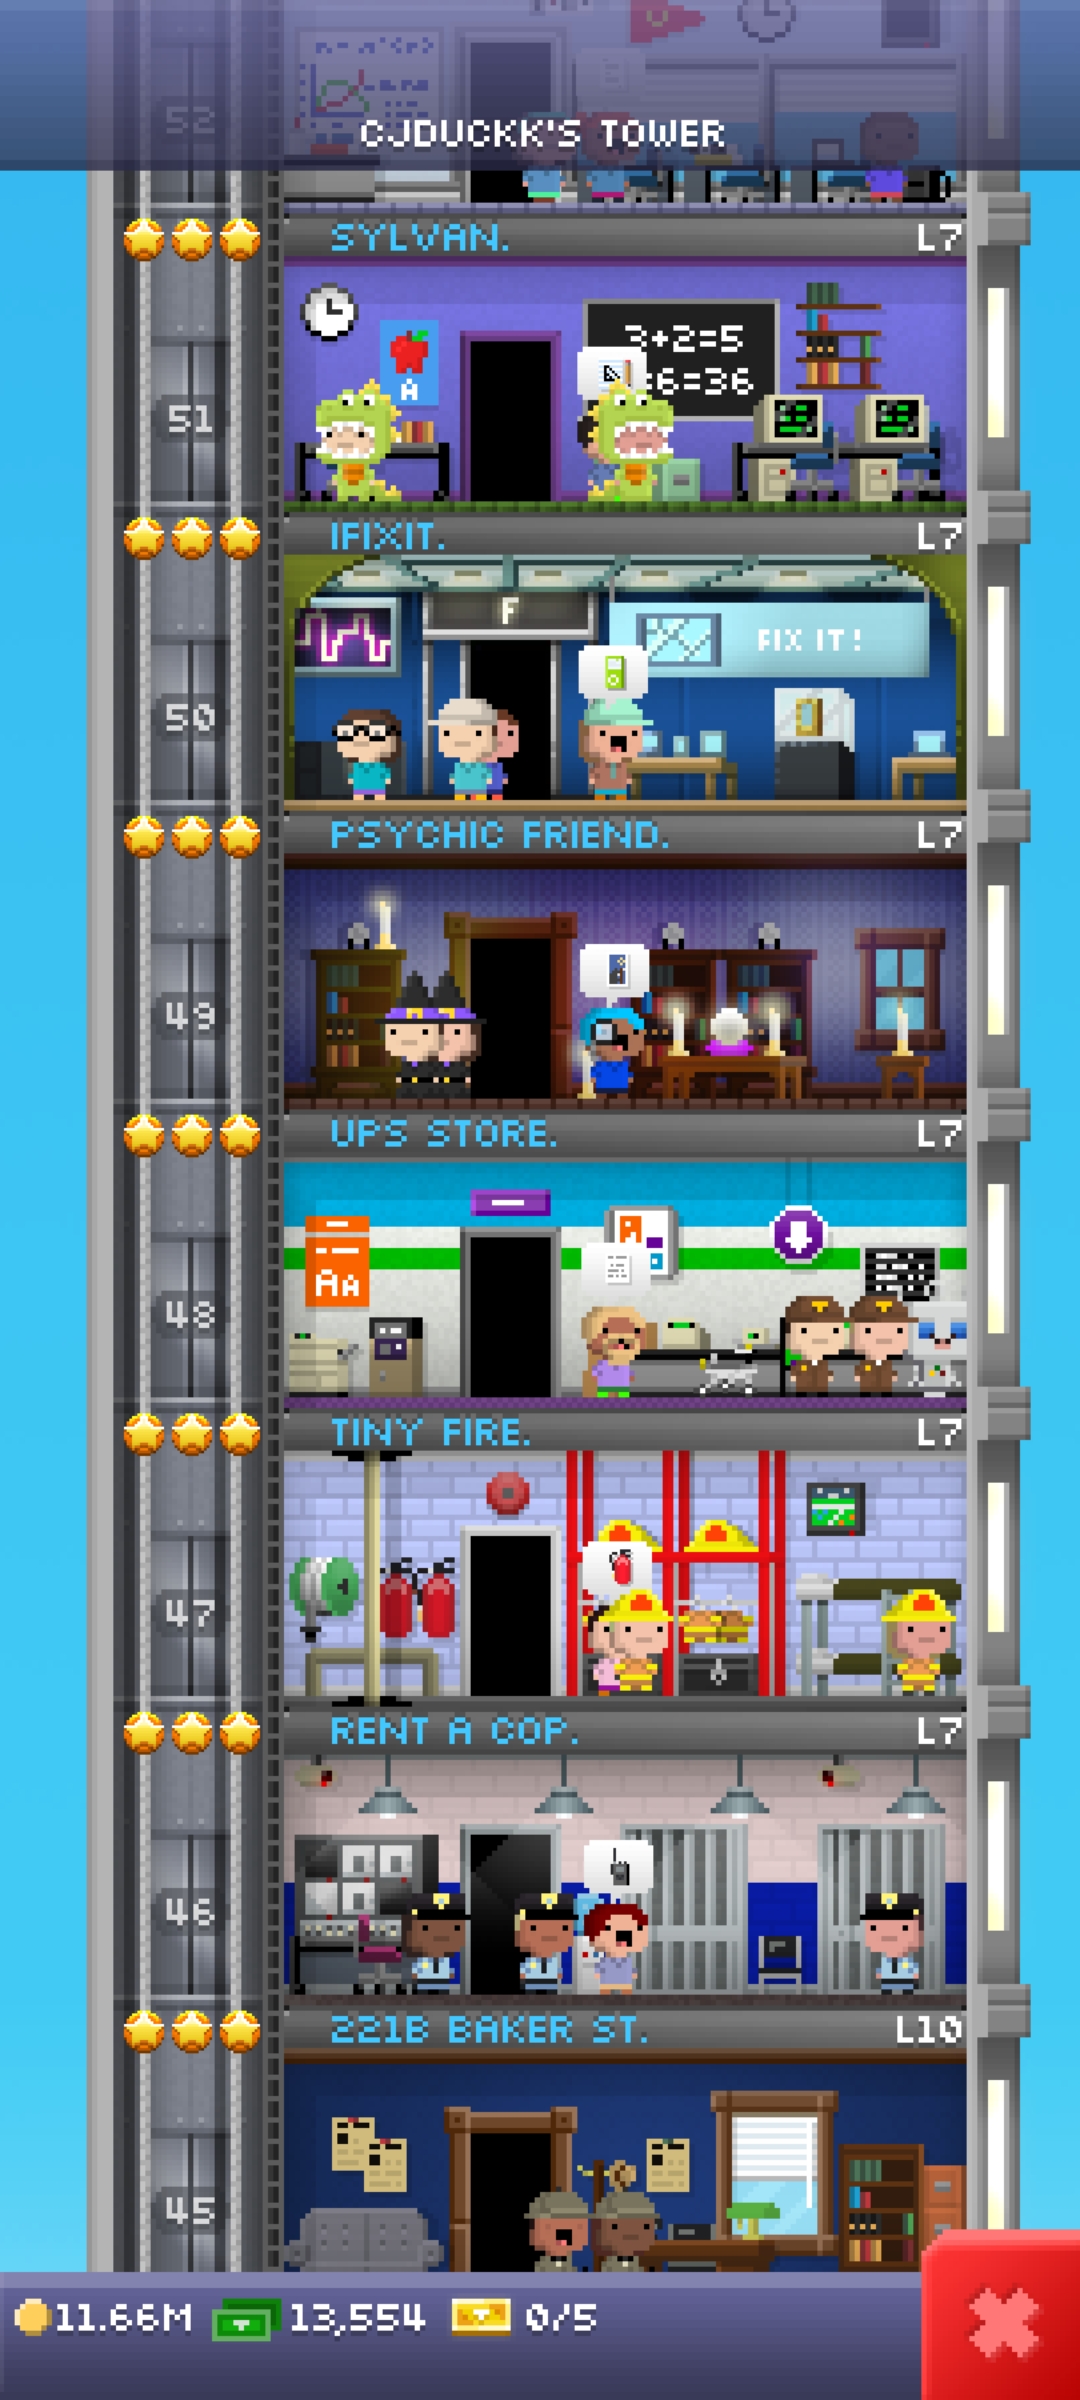 52
CJDUCKK'S TOWER
SYLVAN. L7
3+2=5
=6=36
A
51
IFIXIT. L7
F
FIX IT!
50
PSYCHIC FRIEND. L7
49
UPS STORE. L7
Aa
48
TINY FIRE. L7
47
RENT A COP. L7
46
221B BAKER ST. L10
45
11.66M 13,554 0/5